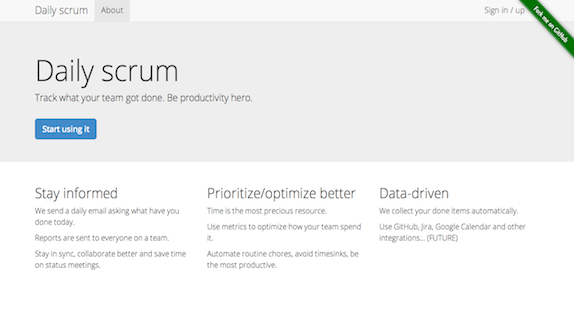 Daily scrum About Sign in / up
Fork me on GitHub
Daily scrum
Track what your team got done. Be productivity hero.
Start using it
Stay informed
We send a daily email asking what have you
done today.
Reports are sent to everyone on a team.
Stay in sync, collaborate better and save time
on status meetings.
Prioritize/optimize better
Time is the most precious resource.
Use metrics to optimize how your team spend
it.
Automate routine chores, avoid timesinks, be
the most productive.
Data-driven
We collect your done items automatically.
Use GitHub, Jira, Google Calendar and other
integrations... (FUTURE)